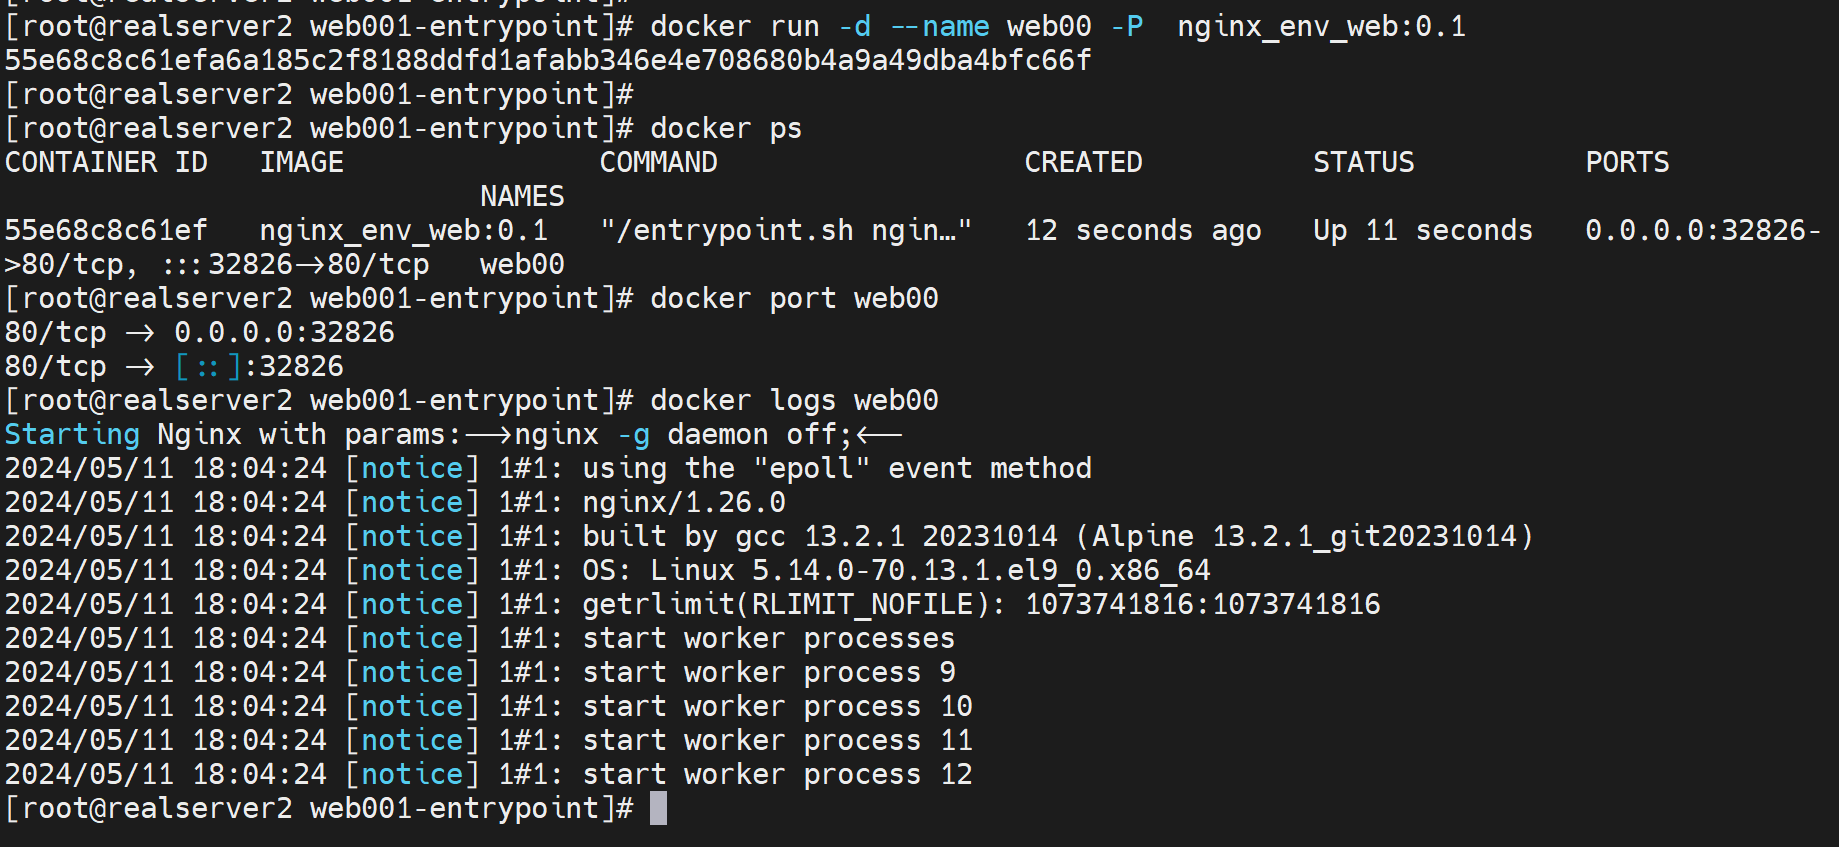 [root@realserver2 web001-entrypoint]# docker run -d --name web00 -P  nginx_env_web:0.1
55e68c8c61efa6a185c2f8188ddfd1afabb346e4e708680b4a9a49dba4bfc66f
[root@realserver2 web001-entrypoint]#
[root@realserver2 web001-entrypoint]# docker ps
CONTAINER ID   IMAGE               COMMAND                  CREATED          STATUS          PORTS
                            NAMES
55e68c8c61ef   nginx_env_web:0.1   "/entrypoint.sh ngin…"   12 seconds ago   Up 11 seconds   0.0.0.0:32826-
>80/tcp, :::32826->80/tcp   web00
[root@realserver2 web001-entrypoint]# docker port web00
80/tcp -> 0.0.0.0:32826
80/tcp -> [::]:32826
[root@realserver2 web001-entrypoint]# docker logs web00
Starting Nginx with params:-->nginx -g daemon off;<--
2024/05/11 18:04:24 [notice] 1#1: using the "epoll" event method
2024/05/11 18:04:24 [notice] 1#1: nginx/1.26.0
2024/05/11 18:04:24 [notice] 1#1: built by gcc 13.2.1 20231014 (Alpine 13.2.1_git20231014)
2024/05/11 18:04:24 [notice] 1#1: OS: Linux 5.14.0-70.13.1.el9_0.x86_64
2024/05/11 18:04:24 [notice] 1#1: getrlimit(RLIMIT_NOFILE): 1073741816:1073741816
2024/05/11 18:04:24 [notice] 1#1: start worker processes
2024/05/11 18:04:24 [notice] 1#1: start worker process 9
2024/05/11 18:04:24 [notice] 1#1: start worker process 10
2024/05/11 18:04:24 [notice] 1#1: start worker process 11
2024/05/11 18:04:24 [notice] 1#1: start worker process 12
[root@realserver2 web001-entrypoint]#